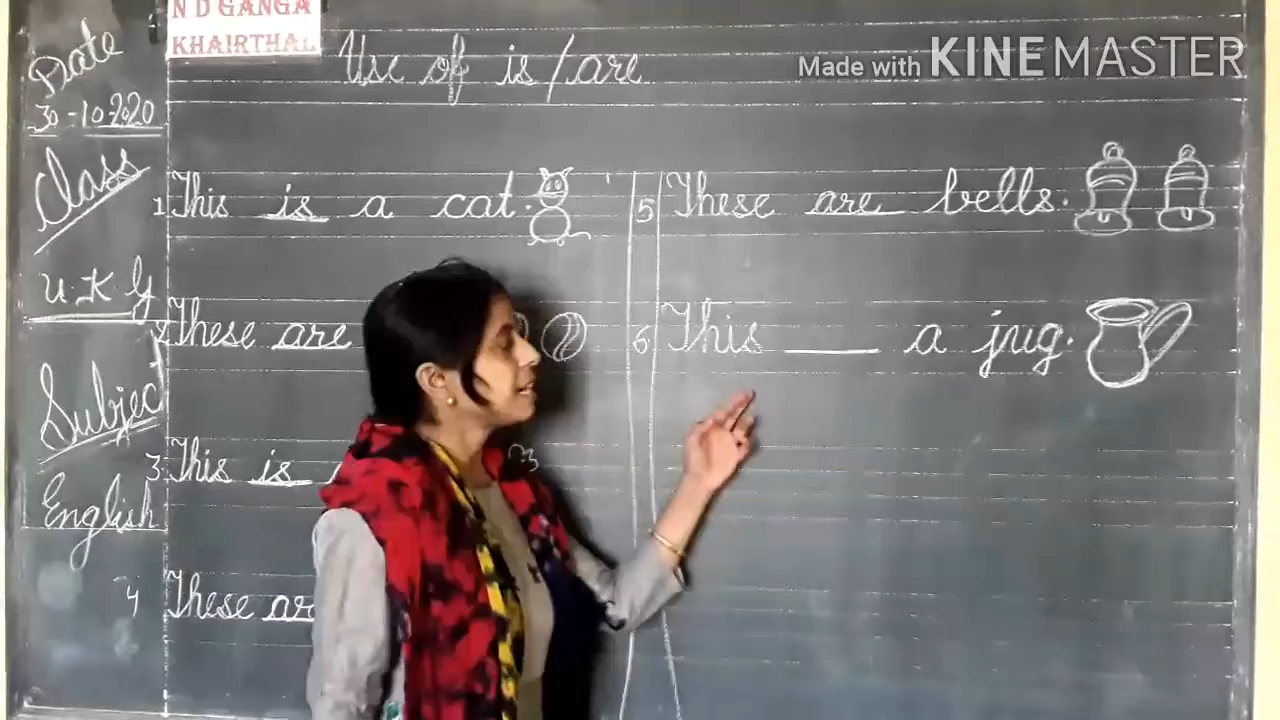 N D GANGA
KHAIRTHAL
Made with KINEMASTER
Use of is/are
Date
30-10-2020
Class
U.K.G
Subject
English
1 This is a cat.
2 These are
3 This is
4 These ar
5 These are bells.
6 This ___ a jug.